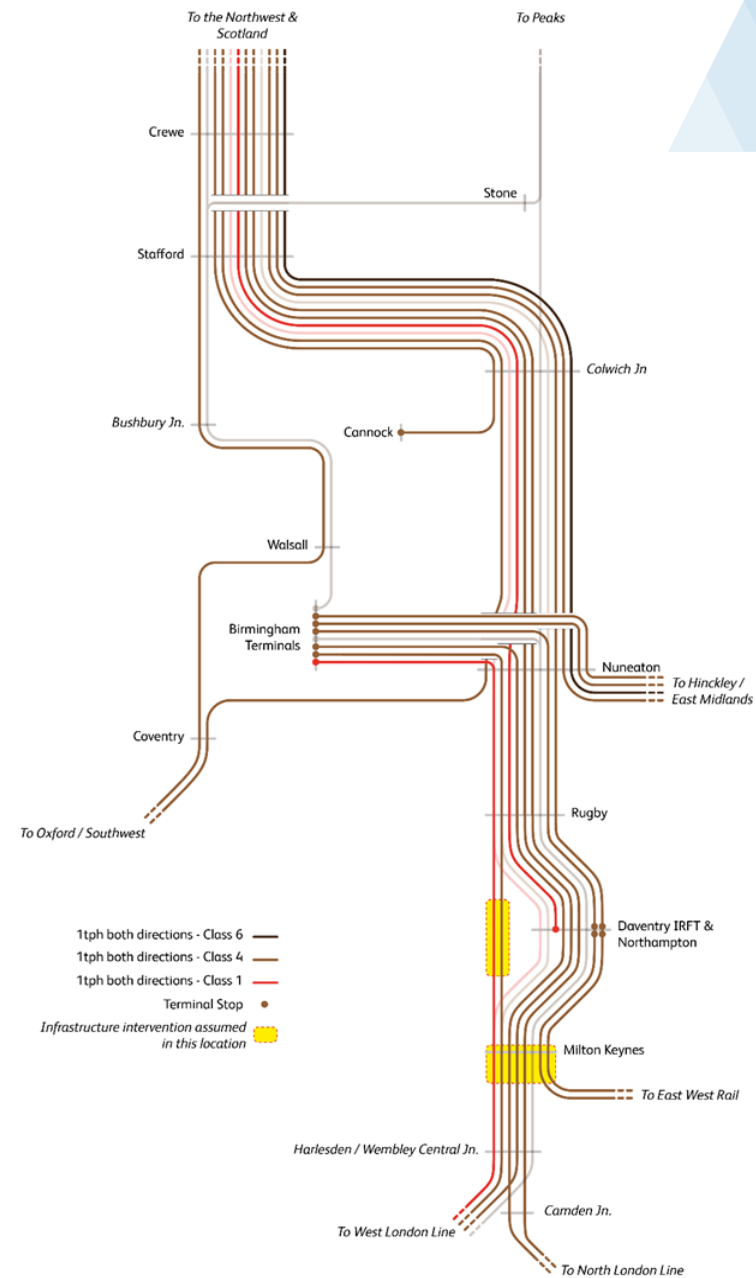 To the Northwest &
Scotland
To Peaks
Crewe
Stone
Stafford
Colwich Jn
Bushbury Jn.
Cannock
Walsall
Birmingham
Terminals
Nuneaton
To Hinckley /
East Midlands
Coventry
Rugby
To Oxford / Southwest
1tph both directions - Class 6
1tph both directions - Class 4
1tph both directions - Class 1
Terminal Stop
Infrastructure intervention assumed
in this location
Daventry IRFT &
Northampton
Milton Keynes
To East West Rail
Harlesden / Wembley Central Jn.
Camden Jn.
To West London Line
To North London Line